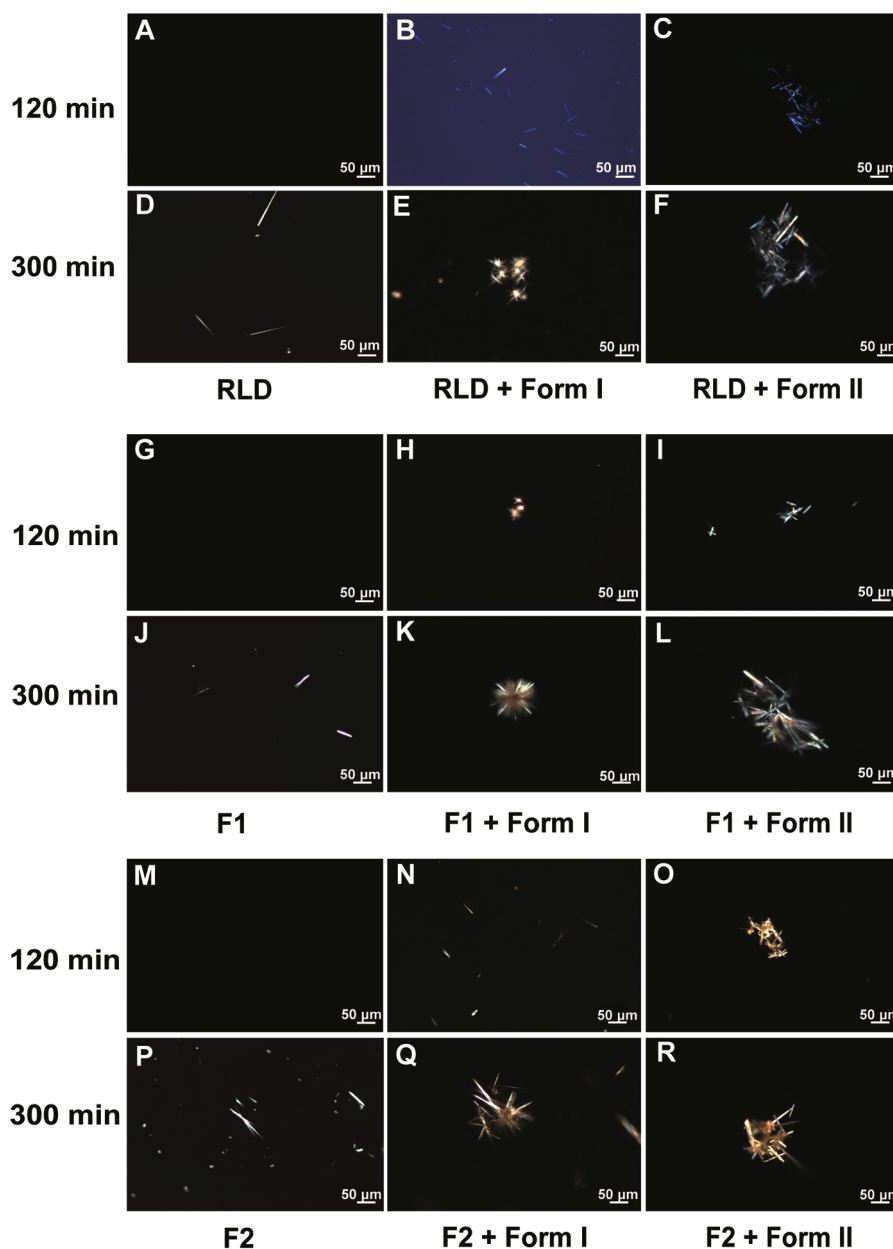 A B C
120 min
50 µm 50 µm 50 µm
D E F
300 min
50 µm 50 µm 50 µm
RLD RLD + Form I RLD + Form II
G H I
120 min
50 µm 50 µm 50 µm
J K L
300 min
50 µm 50 µm 50 µm
F1 F1 + Form I F1 + Form II
M N O
120 min
50 µm 50 µm 50 µm
P Q R
300 min
50 µm 50 µm 50 µm
F2 F2 + Form I F2 + Form II